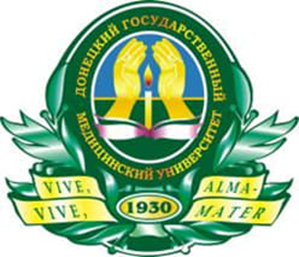 ДОНЕЦКИЙ ГОСУДАРСТВЕННЫЙ
МЕДИЦИНСКИЙ УНИВЕРСИТЕТ
VIVE,
VIVE,
1930
ALMA-
MATER